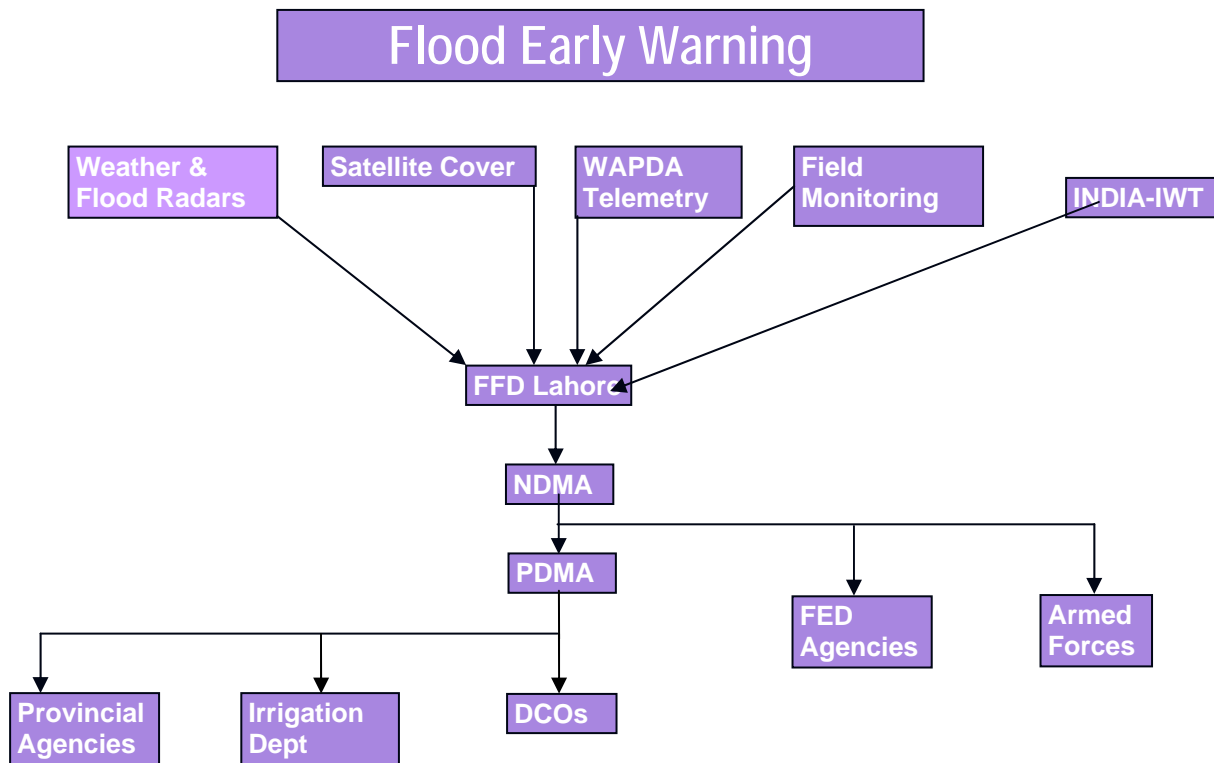 Flood Early Warning
Weather &
Flood Radars
Satellite Cover
WAPDA
Telemetry
Field
Monitoring
INDIA-IWT
FFD Lahore
NDMA
PDMA
FED
Agencies
Armed
Forces
Provincial
Agencies
Irrigation
Dept
DCOs